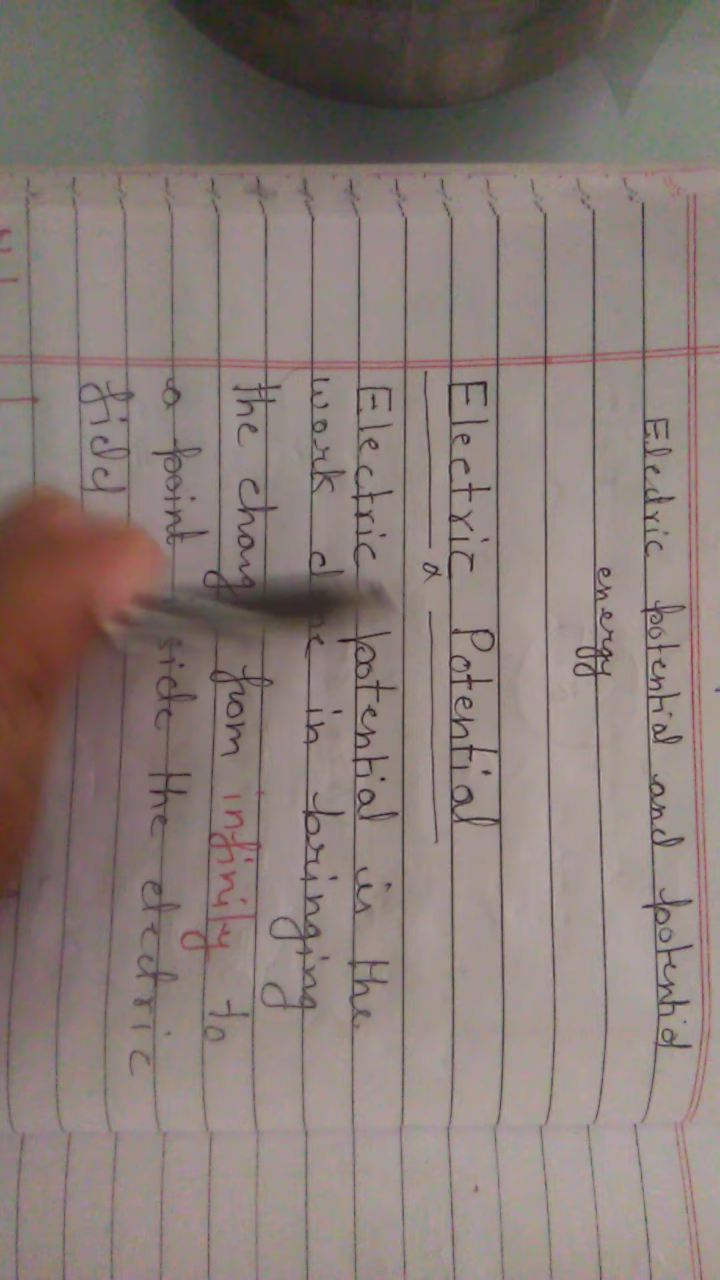 Electric potential and potential
energy
Electric Potential
Electric potential is the
work in bringing
the from infinity to
a point the electric
field